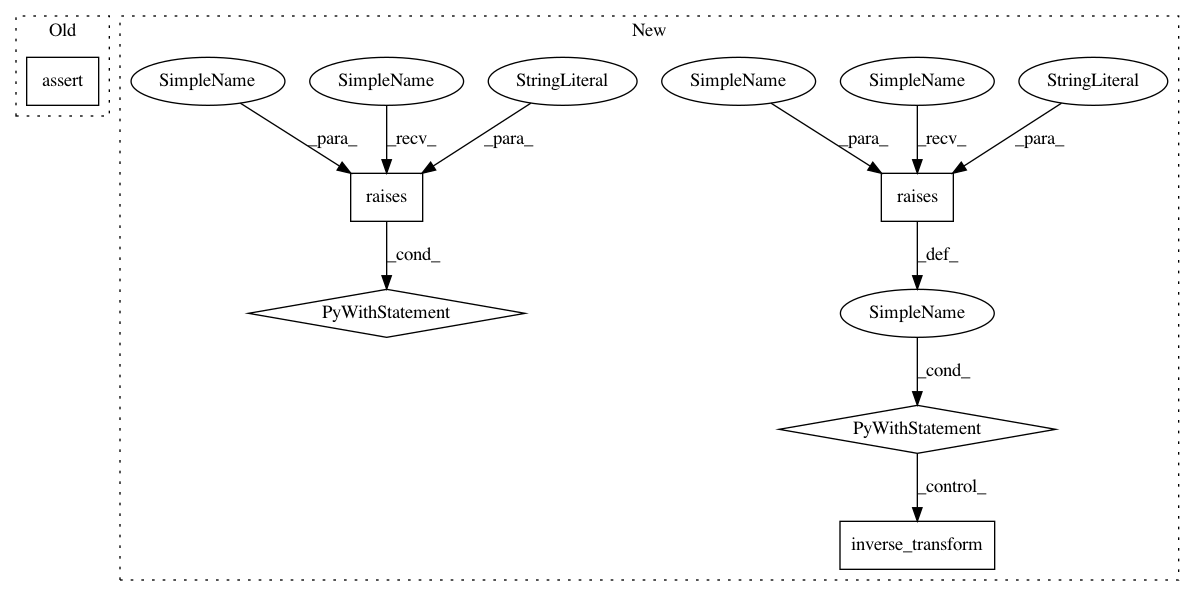 Old
New
assert
SimpleName
SimpleName
StringLiteral
SimpleName
SimpleName
StringLiteral
_para_
_recv_
_para_
_para_
_recv_
_para_
raises
raises
_cond_
_def_
PyWithStatement
SimpleName
_cond_
PyWithStatement
_control_
inverse_transform